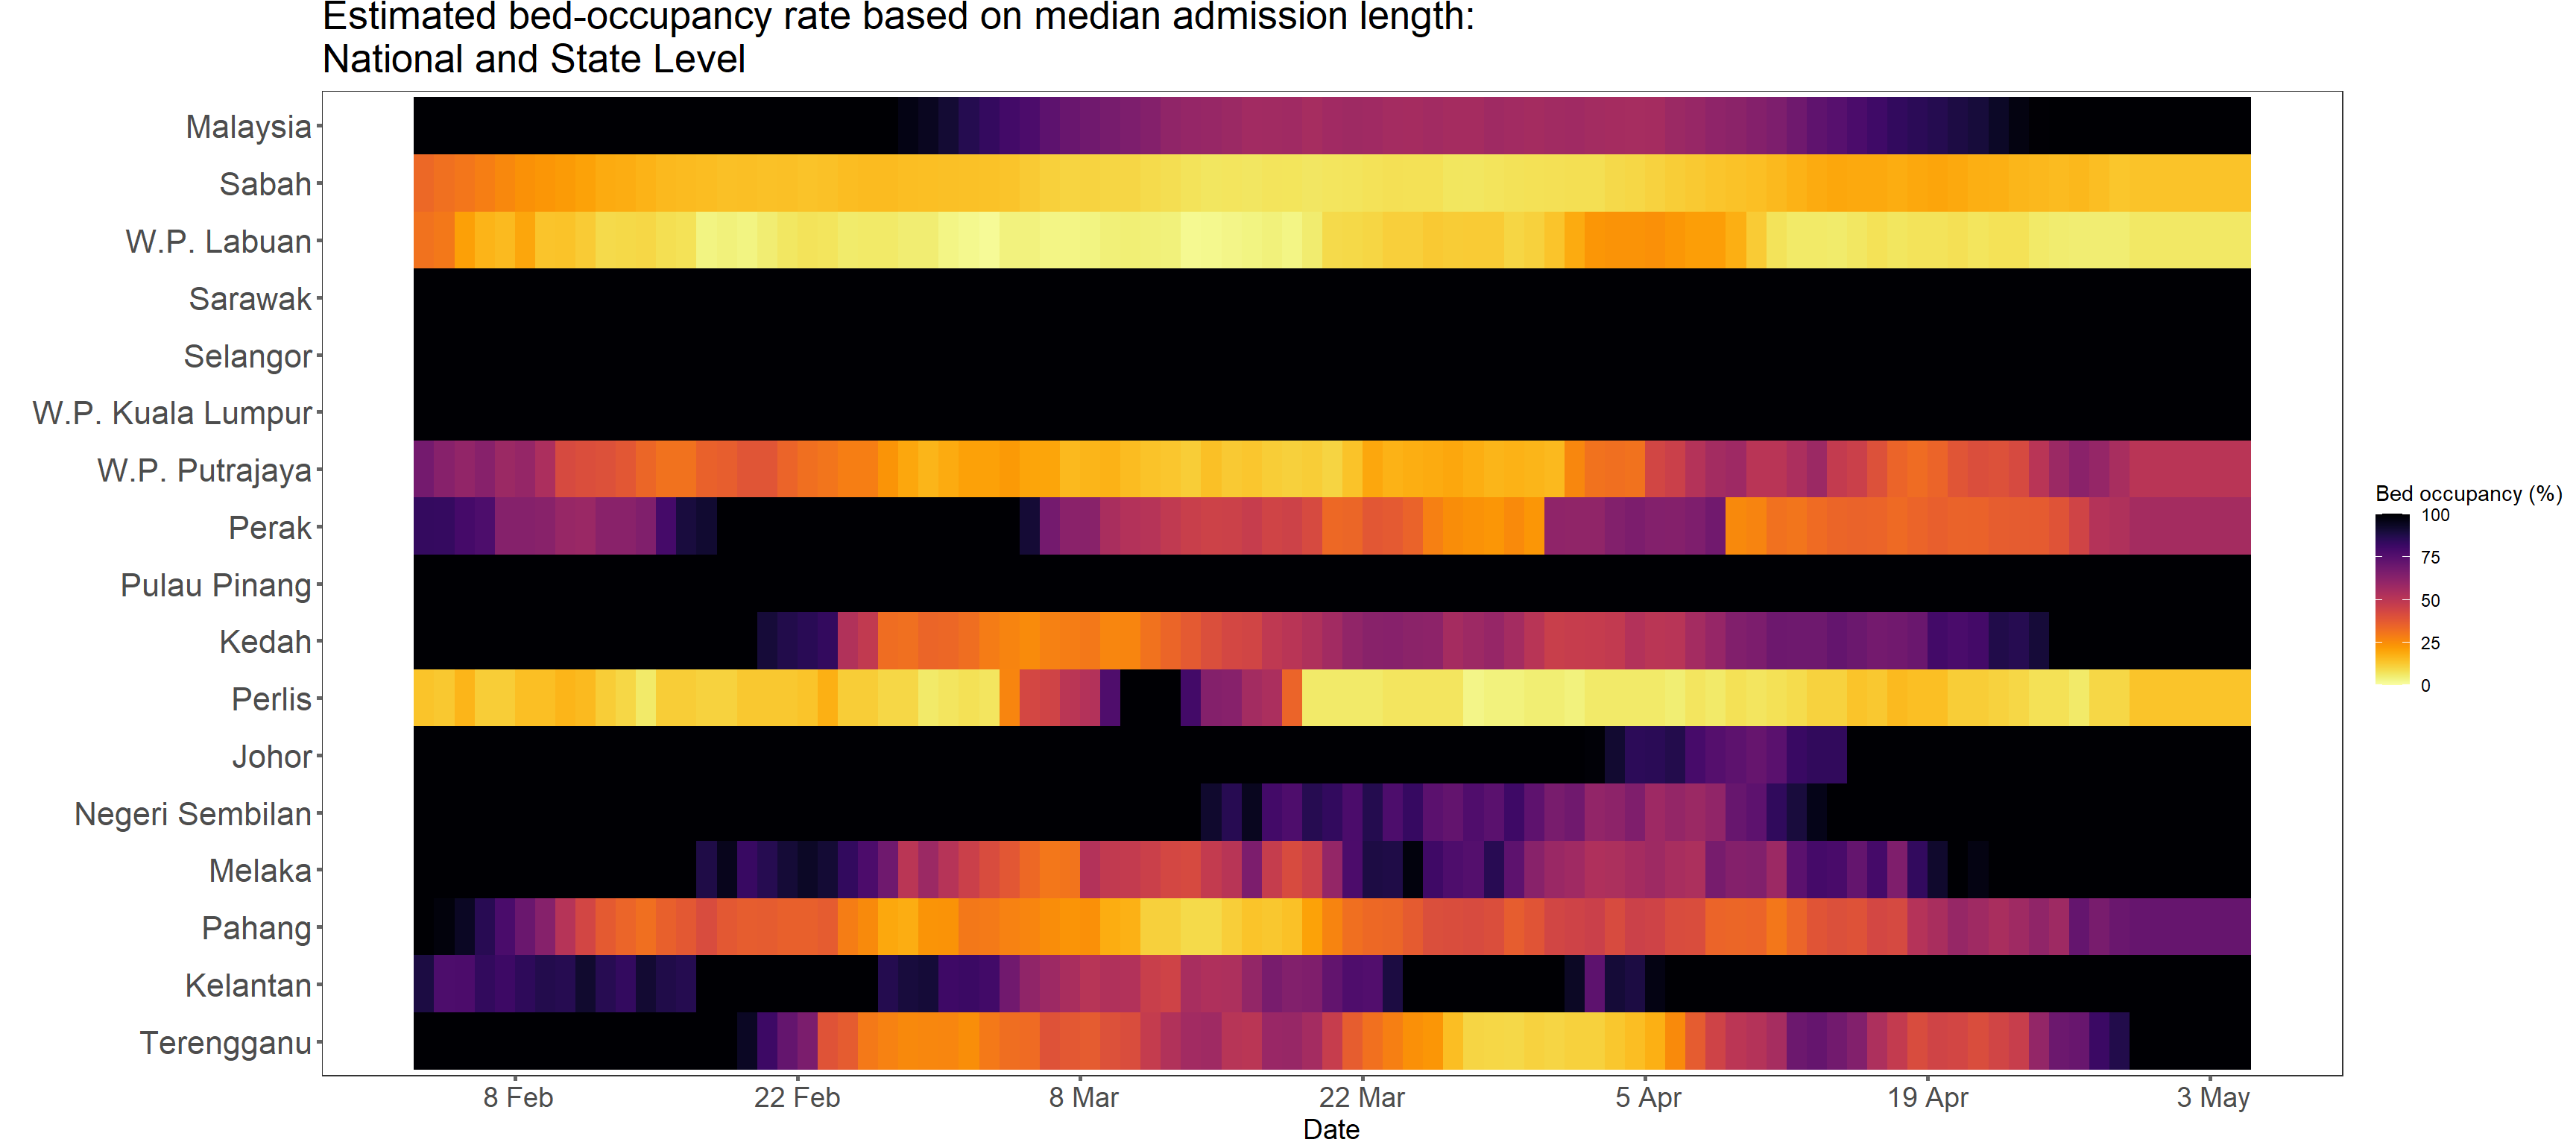 Estimated bed-occupancy rate based on median admission length:
National and State Level
Malaysia
Sabah
W.P. Labuan
Sarawak
Selangor
W.P. Kuala Lumpur
W.P. Putrajaya
Perak
Pulau Pinang
Kedah
Perlis
Johor
Negeri Sembilan
Melaka
Pahang
Kelantan
Terengganu
8 Feb
22 Feb
8 Mar
22 Mar
5 Apr
19 Apr
3 May
Date
Bed occupancy (%)
100
75
50
25
0